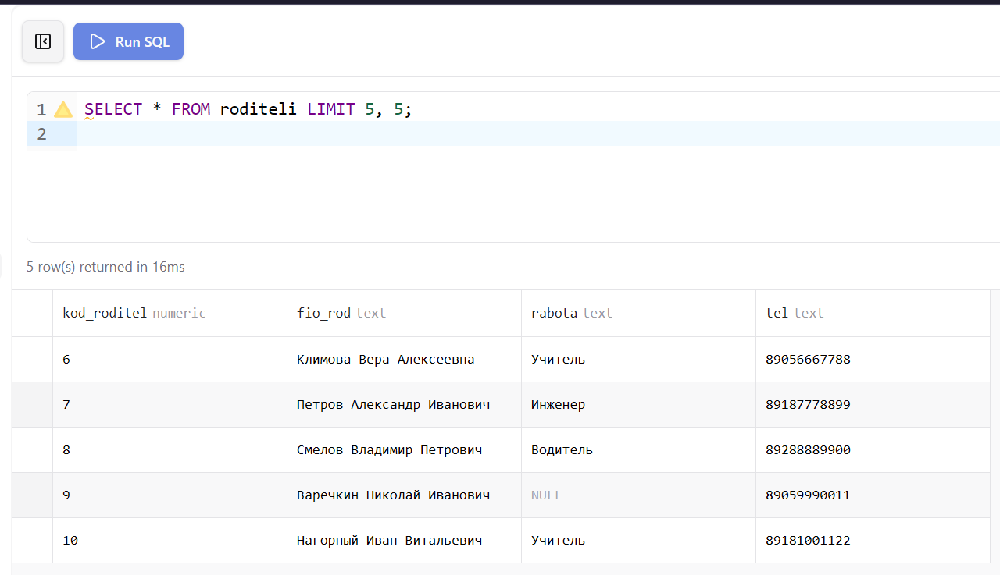 Run SQL
1 SELECT * FROM roditeli LIMIT 5, 5;
2
5 row(s) returned in 16ms
kod_roditel numeric fio_rod text rabota text tel text
6 Климова Вера Алексеевна Учитель 89056667788
7 Петров Александр Иванович Инженер 89187778899
8 Смелов Владимир Петрович Водитель 89288889900
9 Варечкин Николай Иванович NULL 89059990011
10 Нагорный Иван Витальевич Учитель 89181001122